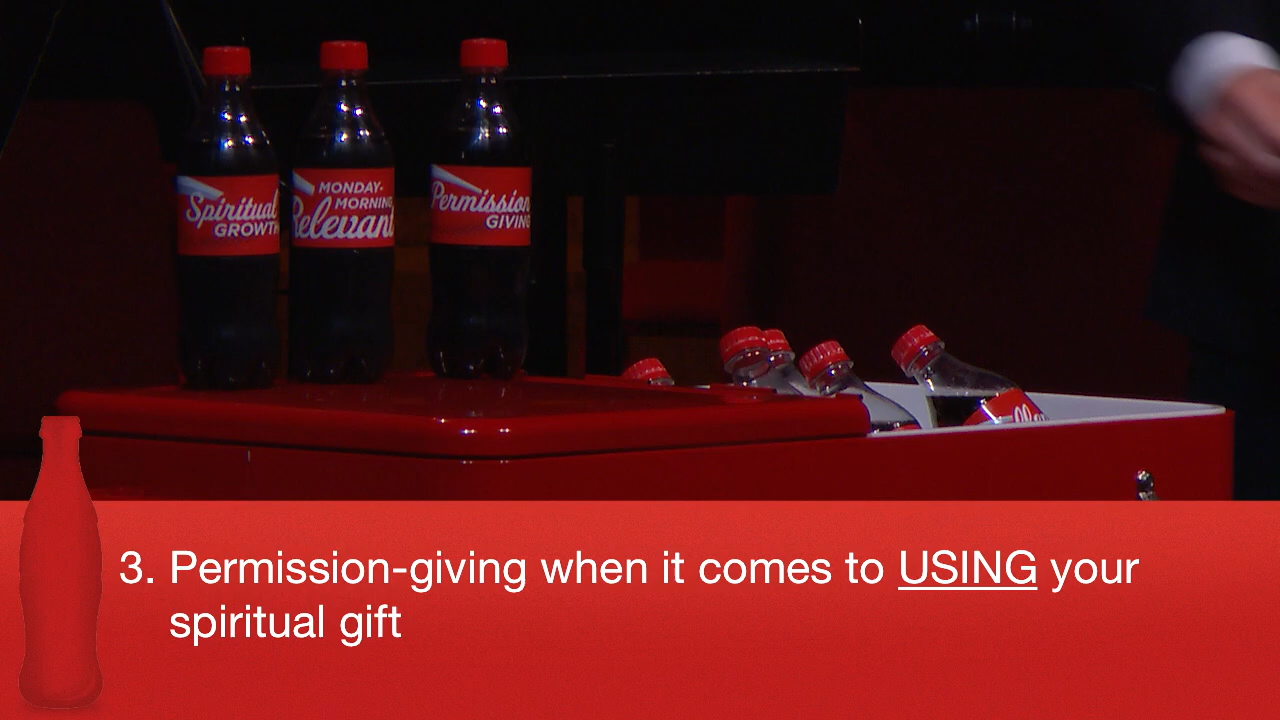 Spiritual
GROWTH
MONDAY-
MORNING
Relevant
Permission
GIVING
3. Permission-giving when it comes to USING your
spiritual gift